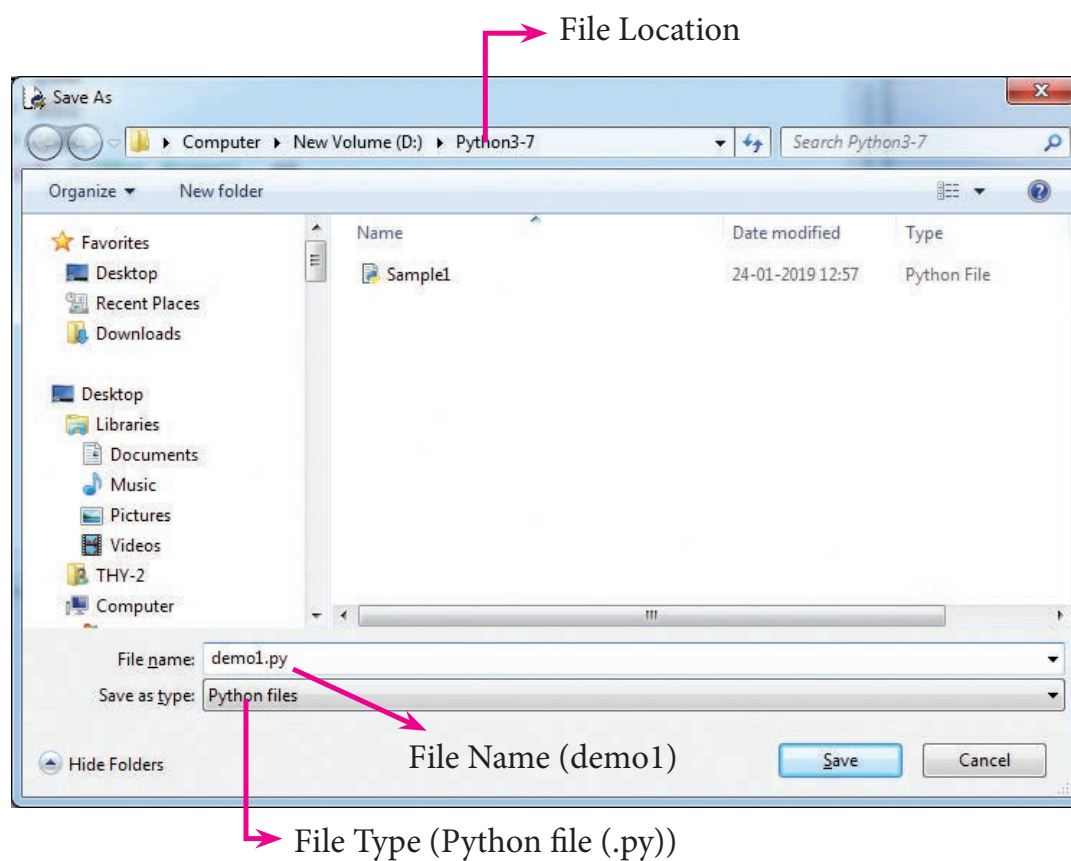 File Location
Save As
Computer ▸ New Volume (D:) ▸ Python3-7
Search Python3-7
Organize
New folder
Name
Date modified
Type
Favorites
Desktop
Recent Places
Downloads
Desktop
Libraries
Documents
Music
Pictures
Videos
THY-2
Computer
Sample1
24-01-2019 12:57
Python File
File name:
demo1.py
Save as type:
Python files
File Name (demo1)
Hide Folders
Save
Cancel
File Type (Python file (.py))